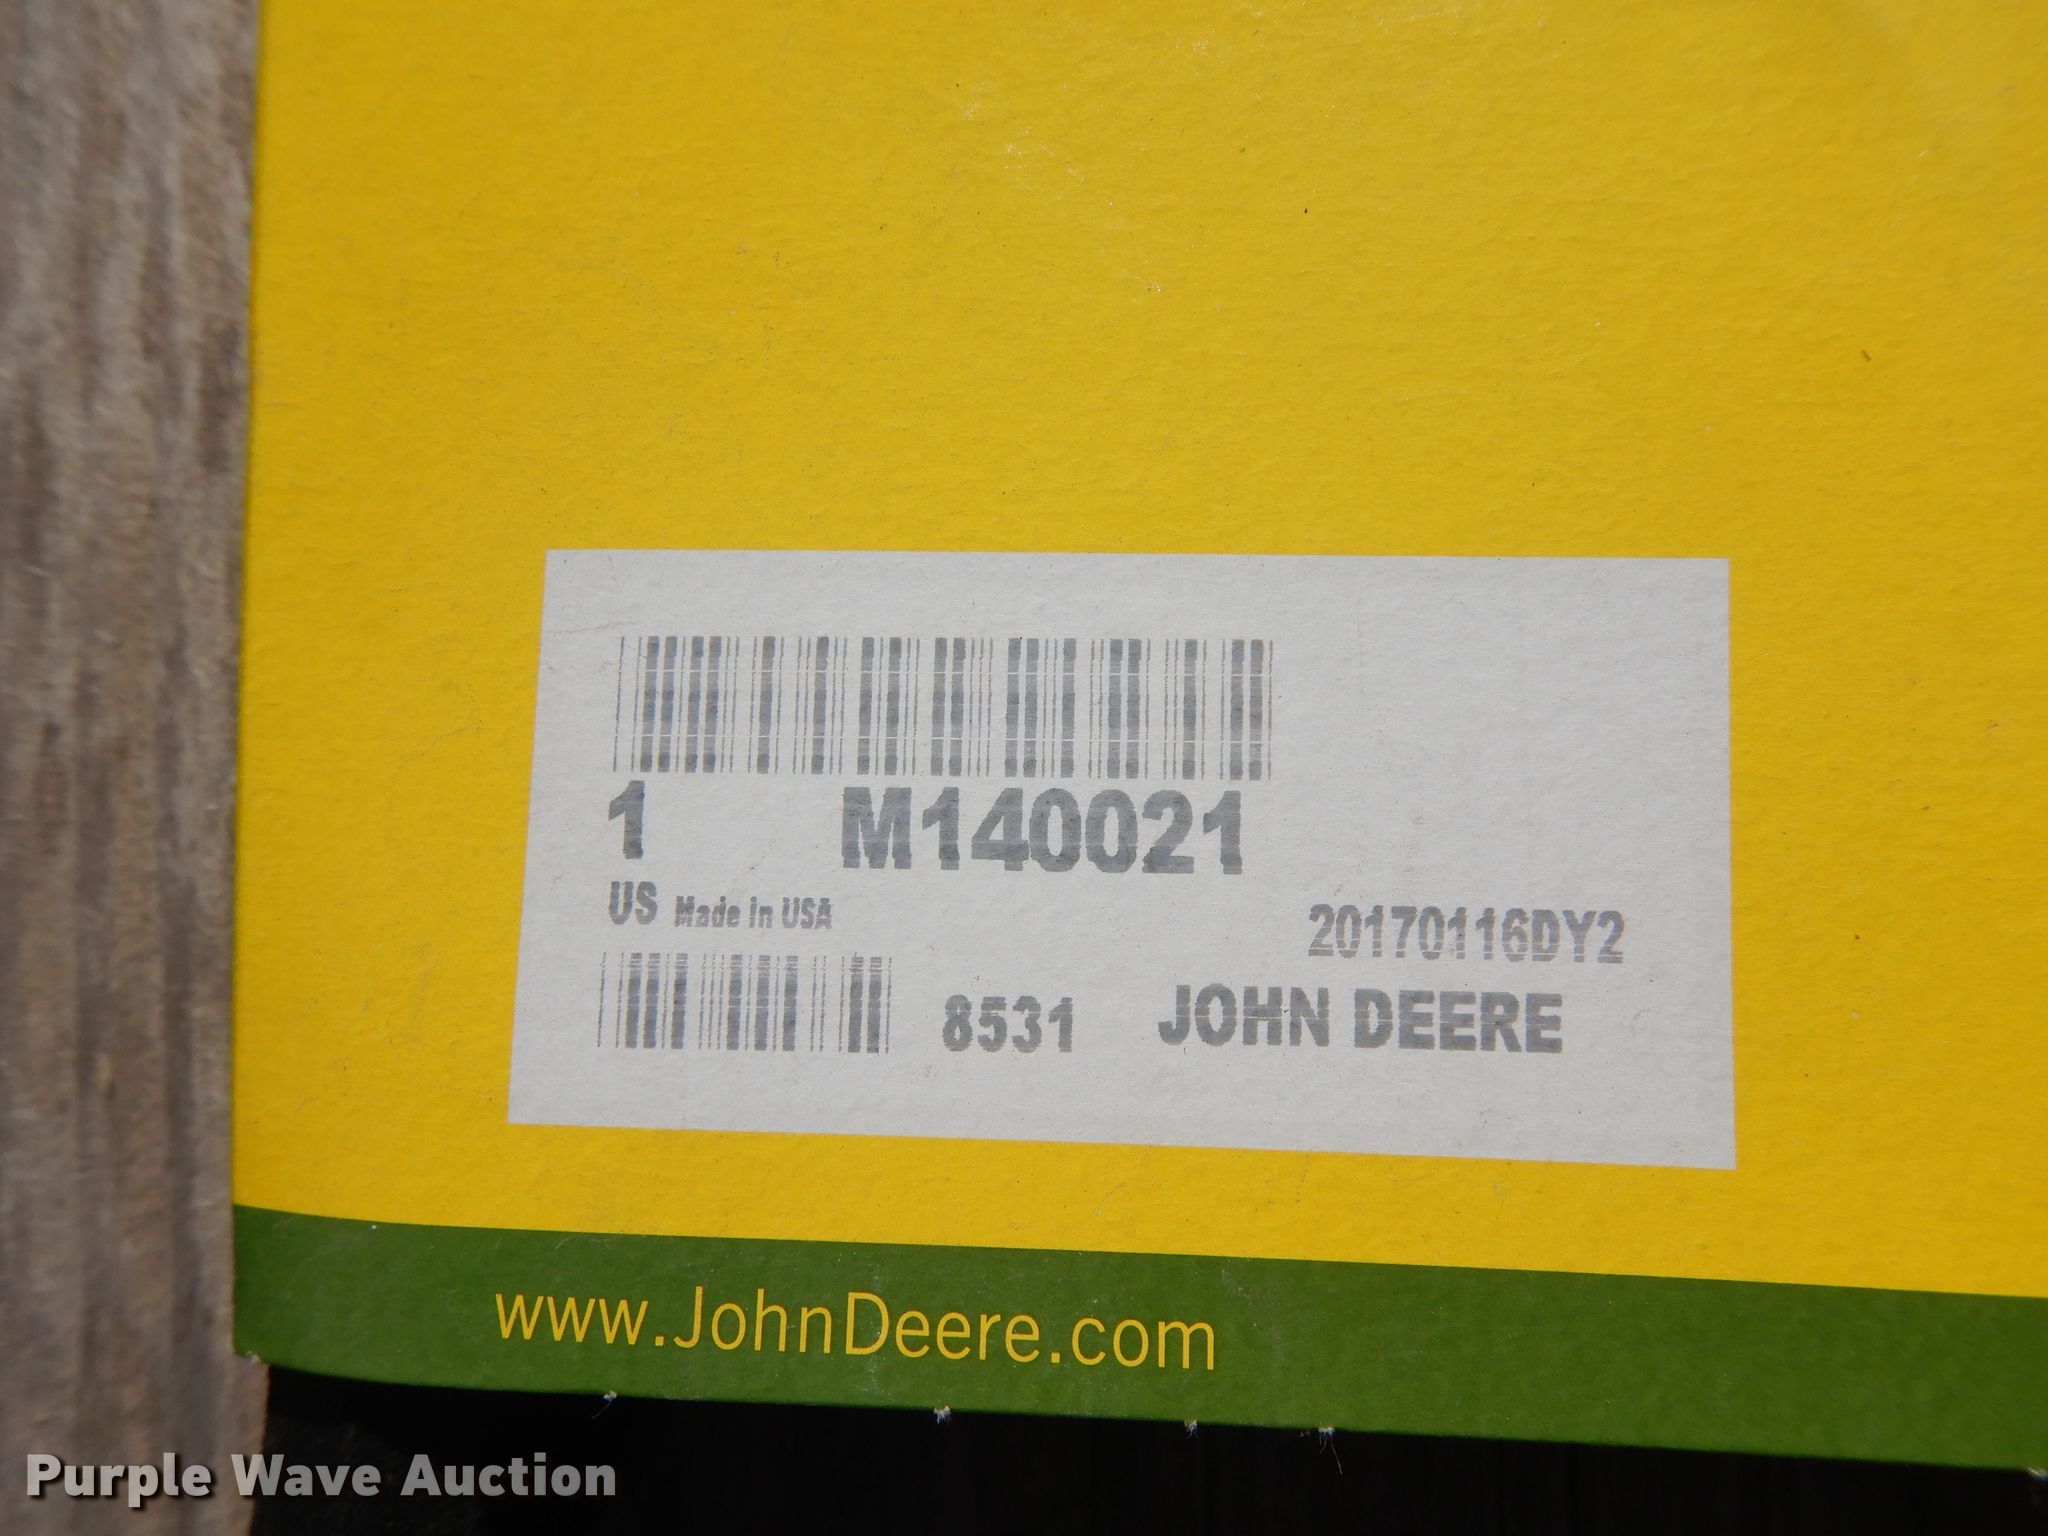 1 M140021
US Made in USA
20170116DY2
8531 JOHN DEERE
www.JohnDeere.com
Purple Wave Auction